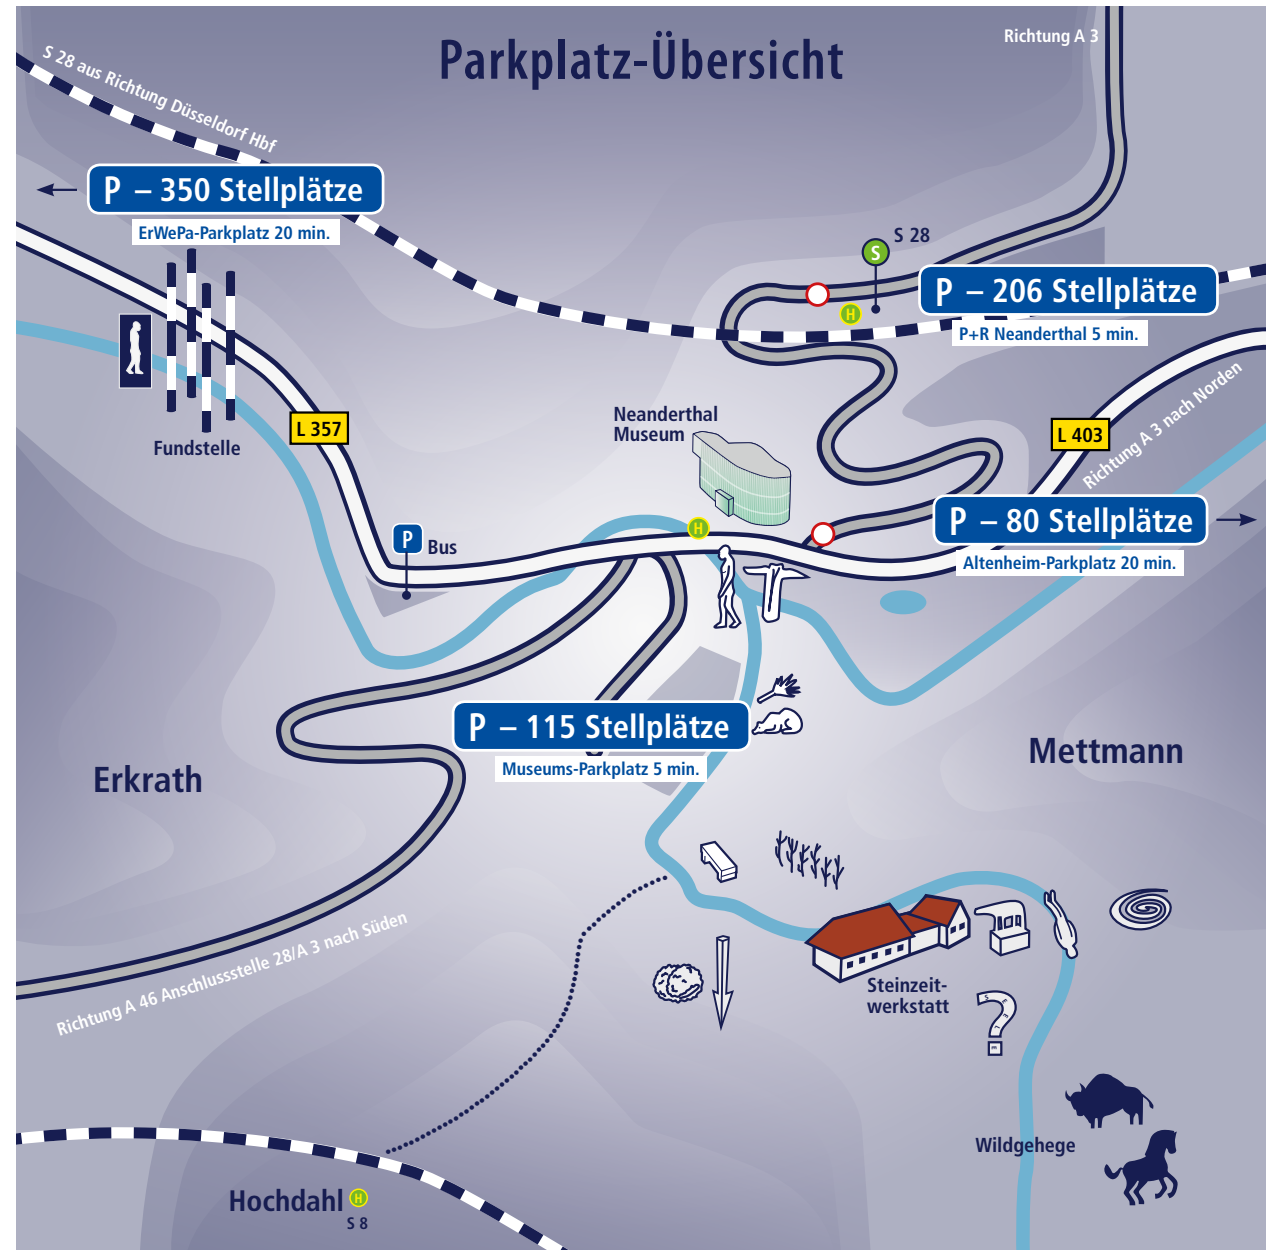 Parkplatz-Übersicht
Richtung A 3
S 28 aus Richtung Düsseldorf Hbf
P – 350 Stellplätze
ErWePa-Parkplatz 20 min.
S 28
S
H
P – 206 Stellplätze
P+R Neanderthal 5 min.
Fundstelle
L 357
Neanderthal
Museum
L 403
Richtung A 3 nach Norden
P
Bus
H
P – 80 Stellplätze
Altenheim-Parkplatz 20 min.
P – 115 Stellplätze
Museums-Parkplatz 5 min.
Erkrath
Mettmann
Richtung A 46 Anschlussstelle 28/A 3 nach Süden
Steinzeit-
werkstatt
S E E L E
Wildgehege
Hochdahl
H
S 8